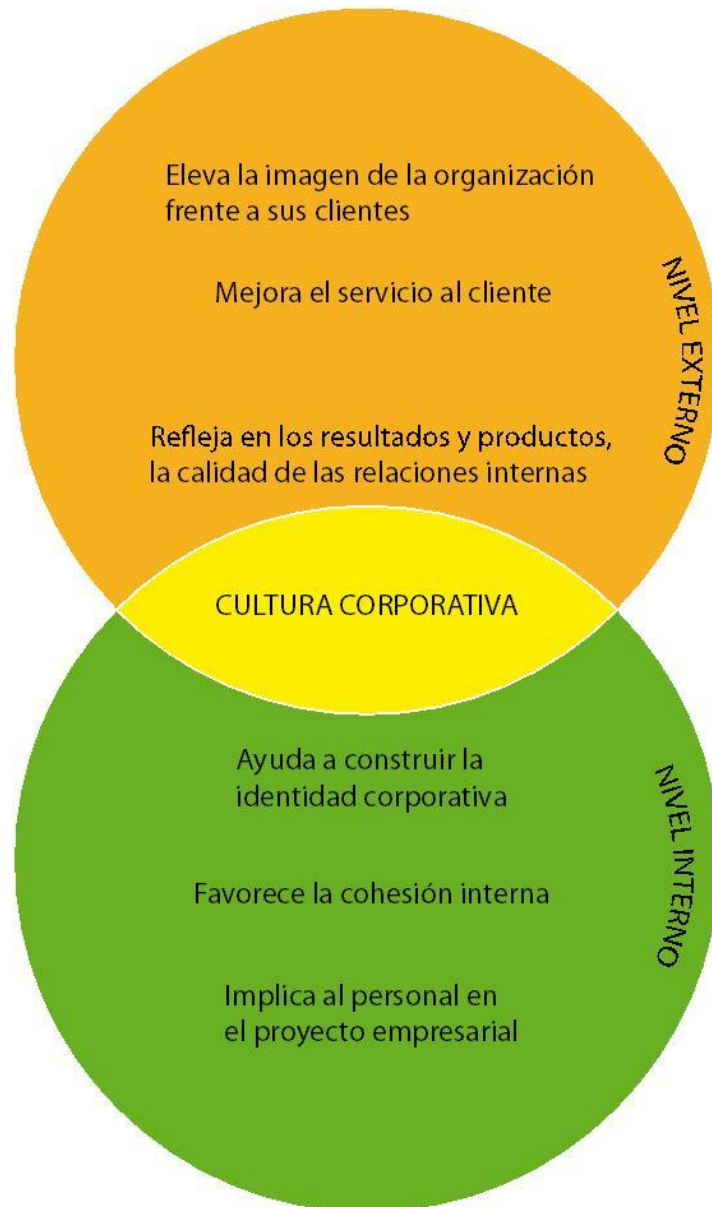 Eleva la imagen de la organización
frente a sus clientes
Mejora el servicio al cliente
NIVEL EXTERNO
Refleja en los resultados y productos,
la calidad de las relaciones internas
CULTURA CORPORATIVA
Ayuda a construir la
identidad corporativa
NIVEL INTERNO
Favorece la cohesión interna
Implica al personal en
el proyecto empresarial